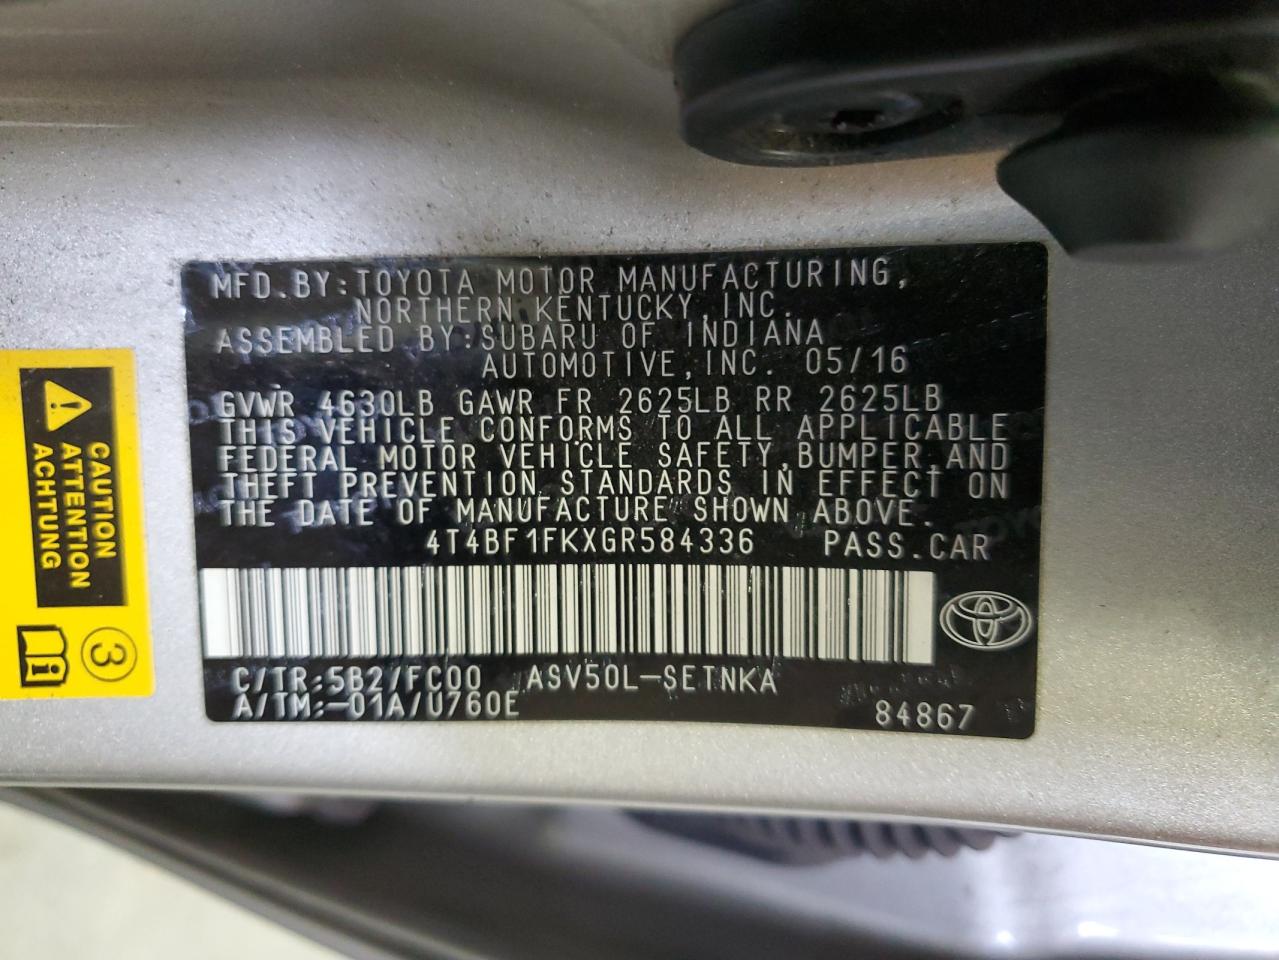 MFD.BY:TOYOTA MOTOR MANUFACTURING,
NORTHERN KENTUCKY,INC.
ASSEMBLED BY:SUBARU OF INDIANA
AUTOMOTIVE,INC. 05/16
GVWR 4630LB GAWR FR 2625LB RR 2625LB
THIS VEHICLE CONFORMS TO ALL APPLICABLE
FEDERAL MOTOR VEHICLE SAFETY,BUMPER,AND
THEFT PREVENTION STANDARDS IN EFFECT ON
THE DATE OF MANUFACTURE SHOWN ABOVE.
4T4BF1FKXGR584336 PASS.CAR
C/TR:5B2/FC00 ASV50L-SETNKA
A/TM:-01A/U760E
84867
CAUTION
ATTENTION
ACHTUNG
3